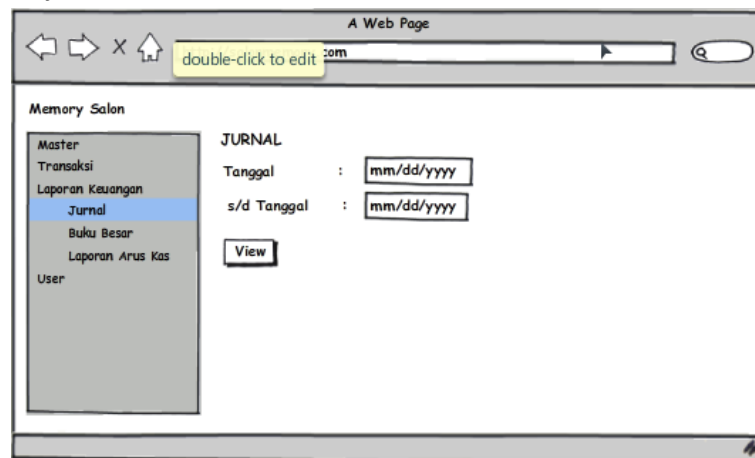 A Web Page
double-click to edit
com
Memory Salon
Master
Transaksi
Laporan Keuangan
Jurnal
Buku Besar
Laporan Arus Kas
User
JURNAL
Tanggal : mm/dd/yyyy
s/d Tanggal : mm/dd/yyyy
View